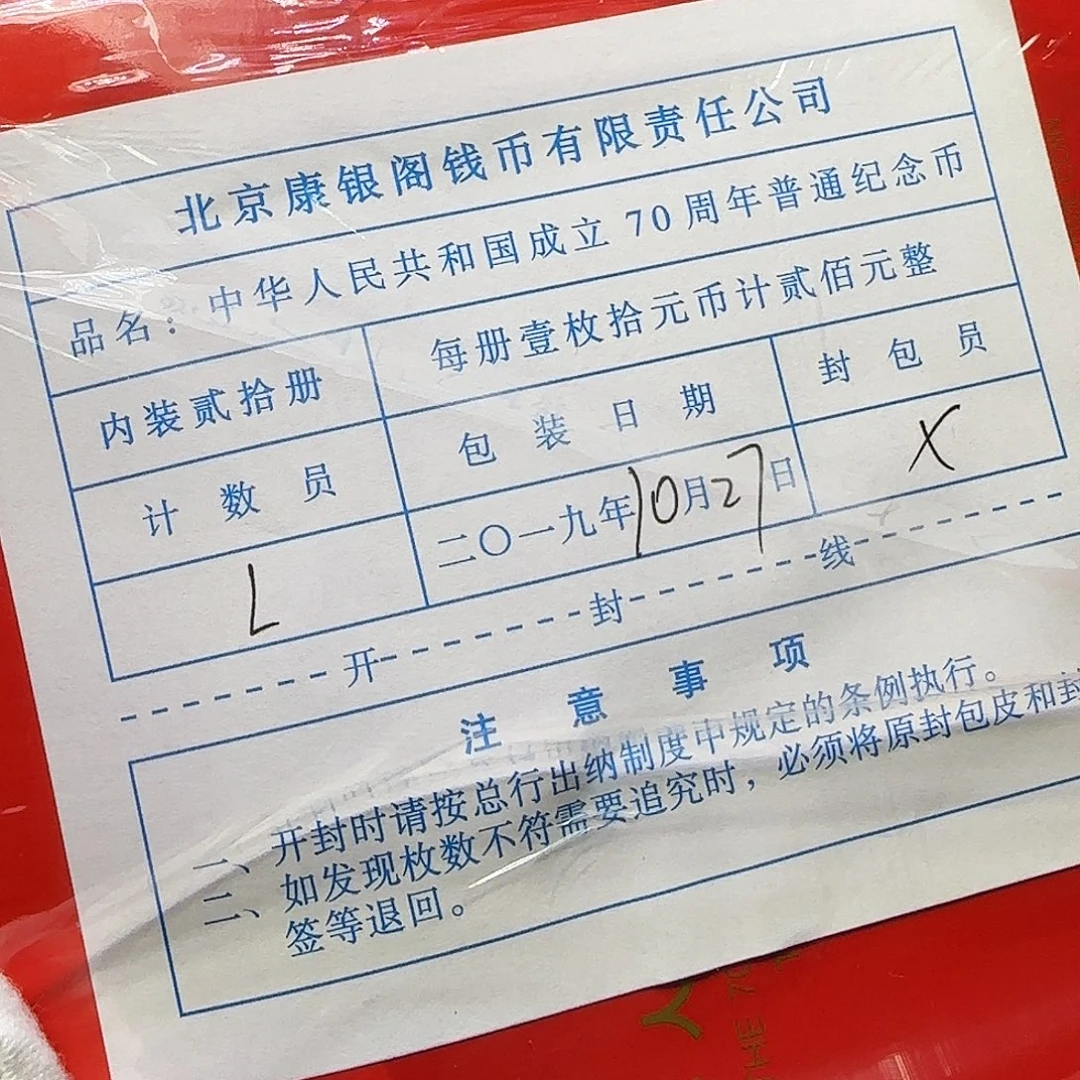 北京康银阁钱币有限责任公司
品名：中华人民共和国成立70周年普通纪念币
内装贰拾册 每册壹枚拾元币计贰佰元整
计数员 包装日期 封包员
L 二〇一九年10月27日 X
开封线
注意事项
一、开封时请按总行出纳制度中规定的条例执行。
二、如发现枚数不符需要追究时，必须将原封包皮和封
签等退回。
THE 70